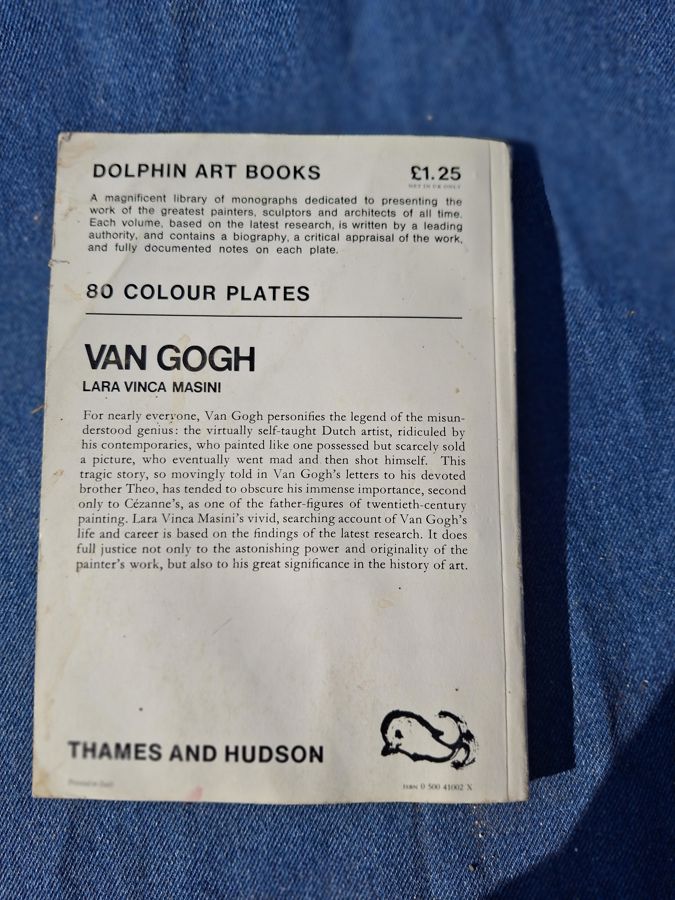 DOLPHIN ART BOOKS £1.25
NET IN UK ONLY
A magnificent library of monographs dedicated to presenting the
work of the greatest painters, sculptors and architects of all time.
Each volume, based on the latest research, is written by a leading
authority, and contains a biography, a critical appraisal of the work,
and fully documented notes on each plate.
80 COLOUR PLATES
VAN GOGH
LARA VINCA MASINI
For nearly everyone, Van Gogh personifies the legend of the misun-
derstood genius: the virtually self-taught Dutch artist, ridiculed by
his contemporaries, who painted like one possessed but scarcely sold
a picture, who eventually went mad and then shot himself. This
tragic story, so movingly told in Van Gogh's letters to his devoted
brother Theo, has tended to obscure his immense importance, second
only to Cézanne's, as one of the father-figures of twentieth-century
painting. Lara Vinca Masini's vivid, searching account of Van Gogh's
life and career is based on the findings of the latest research. It does
full justice not only to the astonishing power and originality of the
painter's work, but also to his great significance in the history of art.
THAMES AND HUDSON
Printed in
ISBN 0 500 41002 X